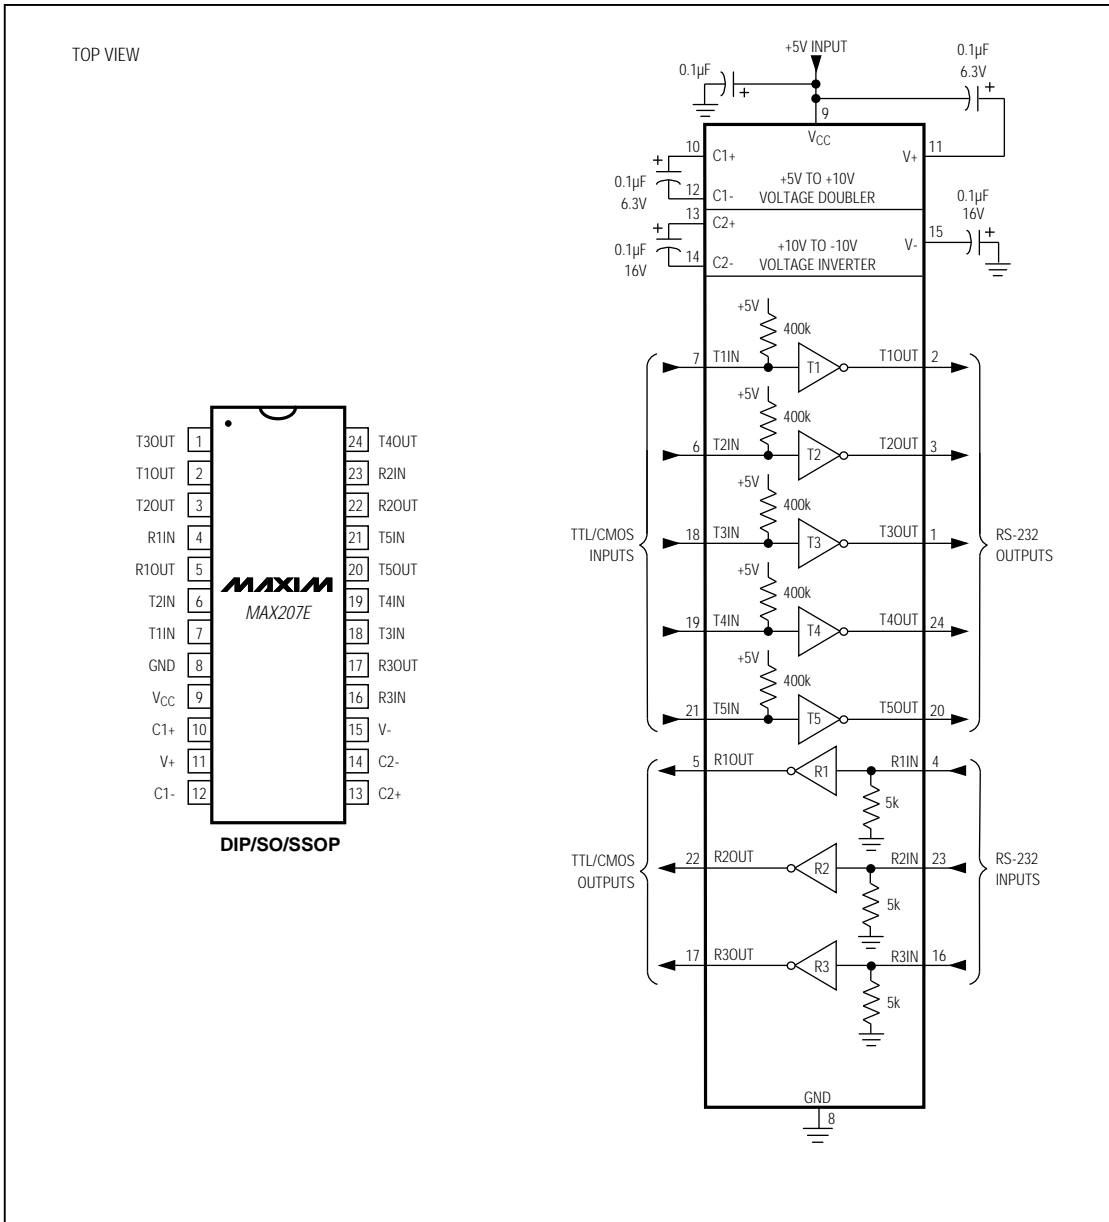 TOP VIEW
T3OUT 1
T1OUT 2
T2OUT 3
R1IN 4
R1OUT 5
T2IN 6
T1IN 7
GND 8
VCC 9
C1+ 10
V+ 11
C1- 12
24 T4OUT
23 R2IN
22 R2OUT
21 T5IN
20 T5OUT
19 T4IN
18 T3IN
17 R3OUT
16 R3IN
15 V-
14 C2-
13 C2+
MAXIM
MAX207E
DIP/SO/SSOP
+5V INPUT
0.1µF
+
0.1µF
6.3V
+
9
VCC
10 C1+
V+ 11
+
0.1µF
6.3V
12 C1-
+5V TO +10V
VOLTAGE DOUBLER
13 C2+
+
0.1µF
16V
14 C2-
+10V TO -10V
VOLTAGE INVERTER
V- 15
0.1µF
16V
+
+5V
400k
7 T1IN T1 T1OUT 2
+5V
400k
6 T2IN T2 T2OUT 3
+5V
400k
18 T3IN T3 T3OUT 1
TTL/CMOS
INPUTS
RS-232
OUTPUTS
+5V
400k
19 T4IN T4 T4OUT 24
+5V
400k
21 T5IN T5 T5OUT 20
5 R1OUT R1 R1IN 4
5k
22 R2OUT R2 R2IN 23
5k
TTL/CMOS
OUTPUTS
RS-232
INPUTS
17 R3OUT R3 R3IN 16
5k
GND
8